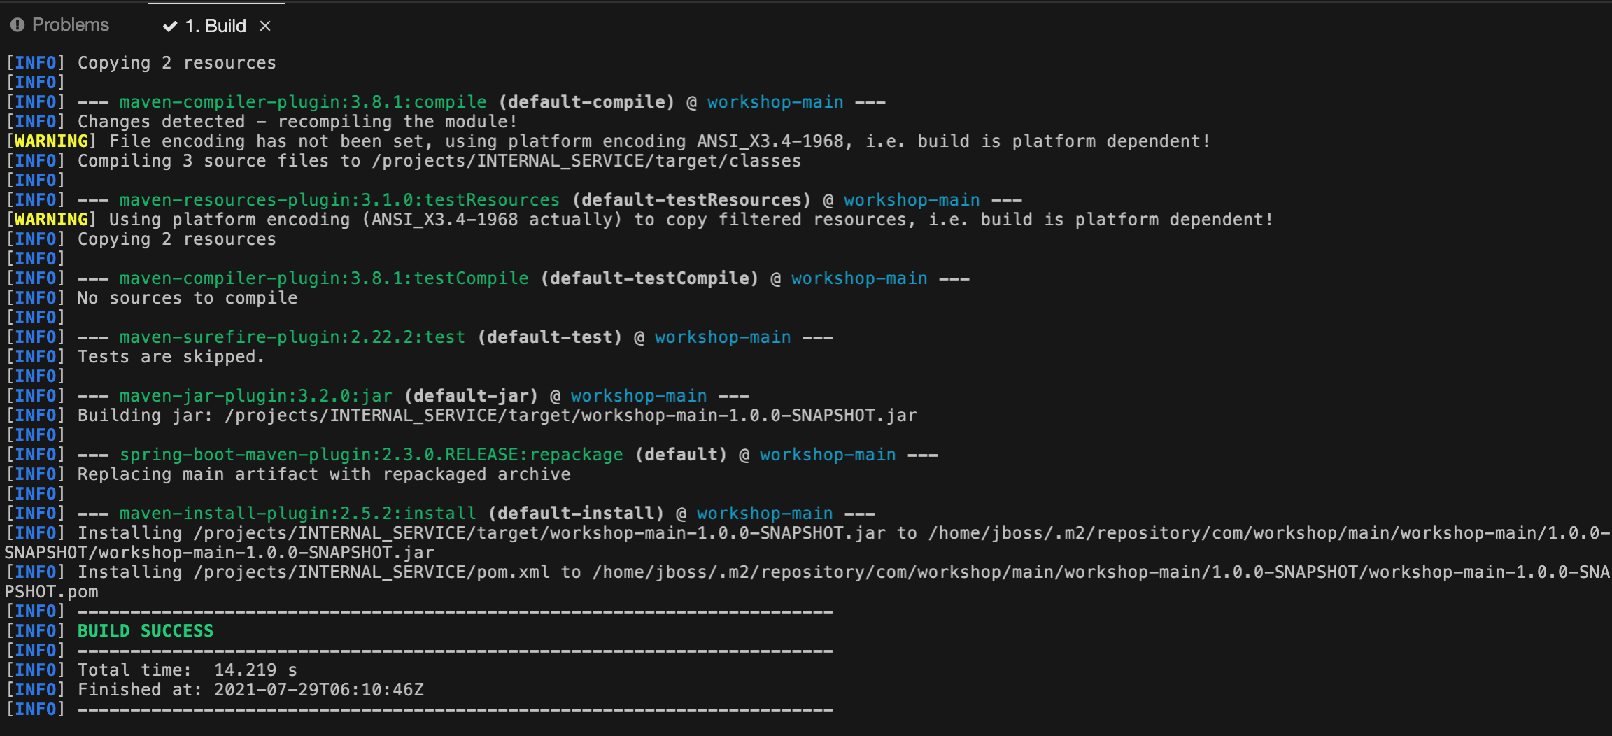 Problems
1. Build ×
[INFO] Copying 2 resources
[INFO]
[INFO] --- maven-compiler-plugin:3.8.1:compile (default-compile) @ workshop-main ---
[INFO] Changes detected - recompiling the module!
[WARNING] File encoding has not been set, using platform encoding ANSI_X3.4-1968, i.e. build is platform dependent!
[INFO] Compiling 3 source files to /projects/INTERNAL_SERVICE/target/classes
[INFO]
[INFO] --- maven-resources-plugin:3.1.0:testResources (default-testResources) @ workshop-main ---
[WARNING] Using platform encoding (ANSI_X3.4-1968 actually) to copy filtered resources, i.e. build is platform dependent!
[INFO] Copying 2 resources
[INFO]
[INFO] --- maven-compiler-plugin:3.8.1:testCompile (default-testCompile) @ workshop-main ---
[INFO] No sources to compile
[INFO]
[INFO] --- maven-surefire-plugin:2.22.2:test (default-test) @ workshop-main ---
[INFO] Tests are skipped.
[INFO]
[INFO] --- maven-jar-plugin:3.2.0:jar (default-jar) @ workshop-main ---
[INFO] Building jar: /projects/INTERNAL_SERVICE/target/workshop-main-1.0.0-SNAPSHOT.jar
[INFO]
[INFO] --- spring-boot-maven-plugin:2.3.0.RELEASE:repackage (default) @ workshop-main ---
[INFO] Replacing main artifact with repackaged archive
[INFO]
[INFO] --- maven-install-plugin:2.5.2:install (default-install) @ workshop-main ---
[INFO] Installing /projects/INTERNAL_SERVICE/target/workshop-main-1.0.0-SNAPSHOT.jar to /home/jboss/.m2/repository/com/workshop/main/workshop-main/1.0.0-
SNAPSHOT/workshop-main-1.0.0-SNAPSHOT.jar
[INFO] Installing /projects/INTERNAL_SERVICE/pom.xml to /home/jboss/.m2/repository/com/workshop/main/workshop-main/1.0.0-SNAPSHOT/workshop-main-1.0.0-SNA
PSHOT.pom
[INFO] ------------------------------------------------------------------------
[INFO] BUILD SUCCESS
[INFO] ------------------------------------------------------------------------
[INFO] Total time:  14.219 s
[INFO] Finished at: 2021-07-29T06:10:46Z
[INFO] ------------------------------------------------------------------------